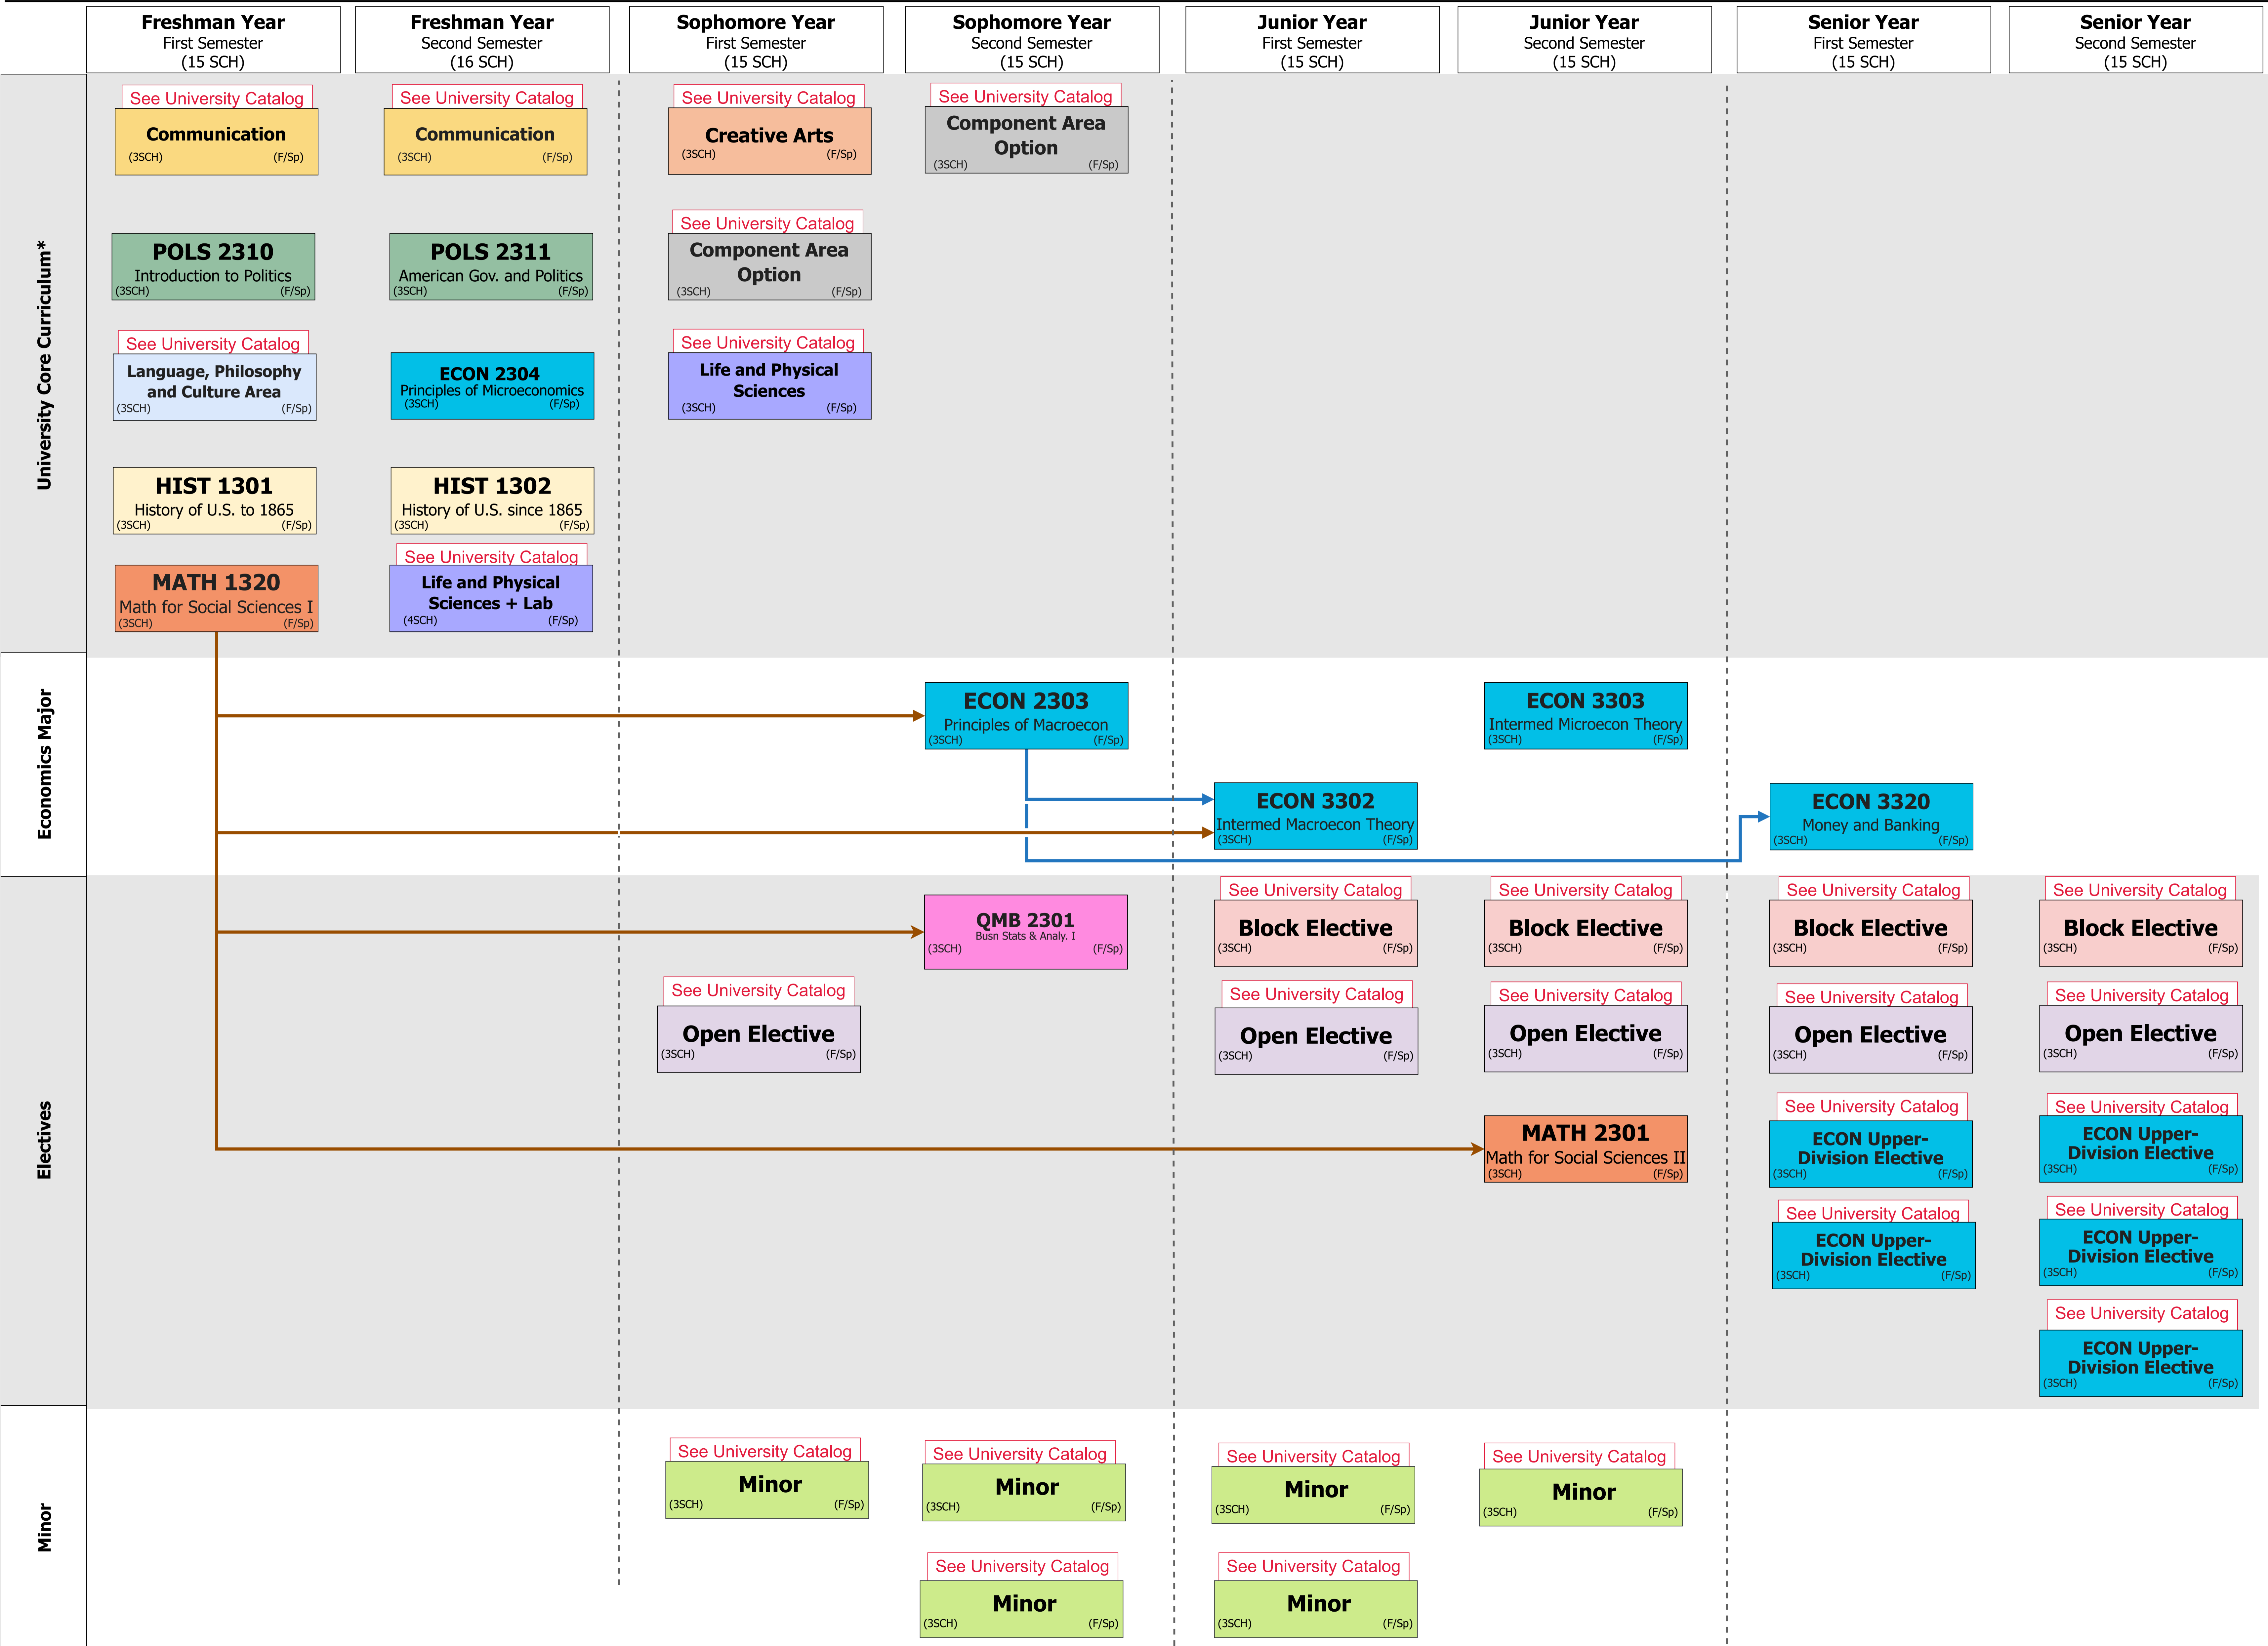 Freshman Year
First Semester
(15 SCH)
Freshman Year
Second Semester
(16 SCH)
Sophomore Year
First Semester
(15 SCH)
Sophomore Year
Second Semester
(15 SCH)
Junior Year
First Semester
(15 SCH)
Junior Year
Second Semester
(15 SCH)
Senior Year
First Semester
(15 SCH)
Senior Year
Second Semester
(15 SCH)
University Core Curriculum*
See University Catalog
Communication
(3SCH) (F/Sp)
See University Catalog
Communication
(3SCH) (F/Sp)
See University Catalog
Creative Arts
(3SCH) (F/Sp)
See University Catalog
Component Area
Option
(3SCH) (F/Sp)
POLS 2310
Introduction to Politics
(3SCH) (F/Sp)
POLS 2311
American Gov. and Politics
(3SCH) (F/Sp)
See University Catalog
Component Area
Option
(3SCH) (F/Sp)
See University Catalog
Language, Philosophy
and Culture Area
(3SCH) (F/Sp)
ECON 2304
Principles of Microeconomics
(3SCH) (F/Sp)
See University Catalog
Life and Physical
Sciences
(3SCH) (F/Sp)
HIST 1301
History of U.S. to 1865
(3SCH) (F/Sp)
HIST 1302
History of U.S. since 1865
(3SCH) (F/Sp)
MATH 1320
Math for Social Sciences I
(3SCH) (F/Sp)
See University Catalog
Life and Physical
Sciences + Lab
(4SCH) (F/Sp)
Economics Major
ECON 2303
Principles of Macroecon
(3SCH) (F/Sp)
ECON 3303
Intermed Microecon Theory
(3SCH) (F/Sp)
ECON 3302
Intermed Macroecon Theory
(3SCH) (F/Sp)
ECON 3320
Money and Banking
(3SCH) (F/Sp)
Electives
QMB 2301
Busn Stats & Analy. I
(3SCH) (F/Sp)
See University Catalog
Block Elective
(3SCH) (F/Sp)
See University Catalog
Block Elective
(3SCH) (F/Sp)
See University Catalog
Block Elective
(3SCH) (F/Sp)
See University Catalog
Block Elective
(3SCH) (F/Sp)
See University Catalog
Open Elective
(3SCH) (F/Sp)
See University Catalog
Open Elective
(3SCH) (F/Sp)
See University Catalog
Open Elective
(3SCH) (F/Sp)
See University Catalog
Open Elective
(3SCH) (F/Sp)
See University Catalog
Open Elective
(3SCH) (F/Sp)
MATH 2301
Math for Social Sciences II
(3SCH) (F/Sp)
See University Catalog
ECON Upper-
Division Elective
(3SCH) (F/Sp)
See University Catalog
ECON Upper-
Division Elective
(3SCH) (F/Sp)
See University Catalog
ECON Upper-
Division Elective
(3SCH) (F/Sp)
See University Catalog
ECON Upper-
Division Elective
(3SCH) (F/Sp)
See University Catalog
ECON Upper-
Division Elective
(3SCH) (F/Sp)
Minor
See University Catalog
Minor
(3SCH) (F/Sp)
See University Catalog
Minor
(3SCH) (F/Sp)
See University Catalog
Minor
(3SCH) (F/Sp)
See University Catalog
Minor
(3SCH) (F/Sp)
See University Catalog
Minor
(3SCH) (F/Sp)
See University Catalog
Minor
(3SCH) (F/Sp)